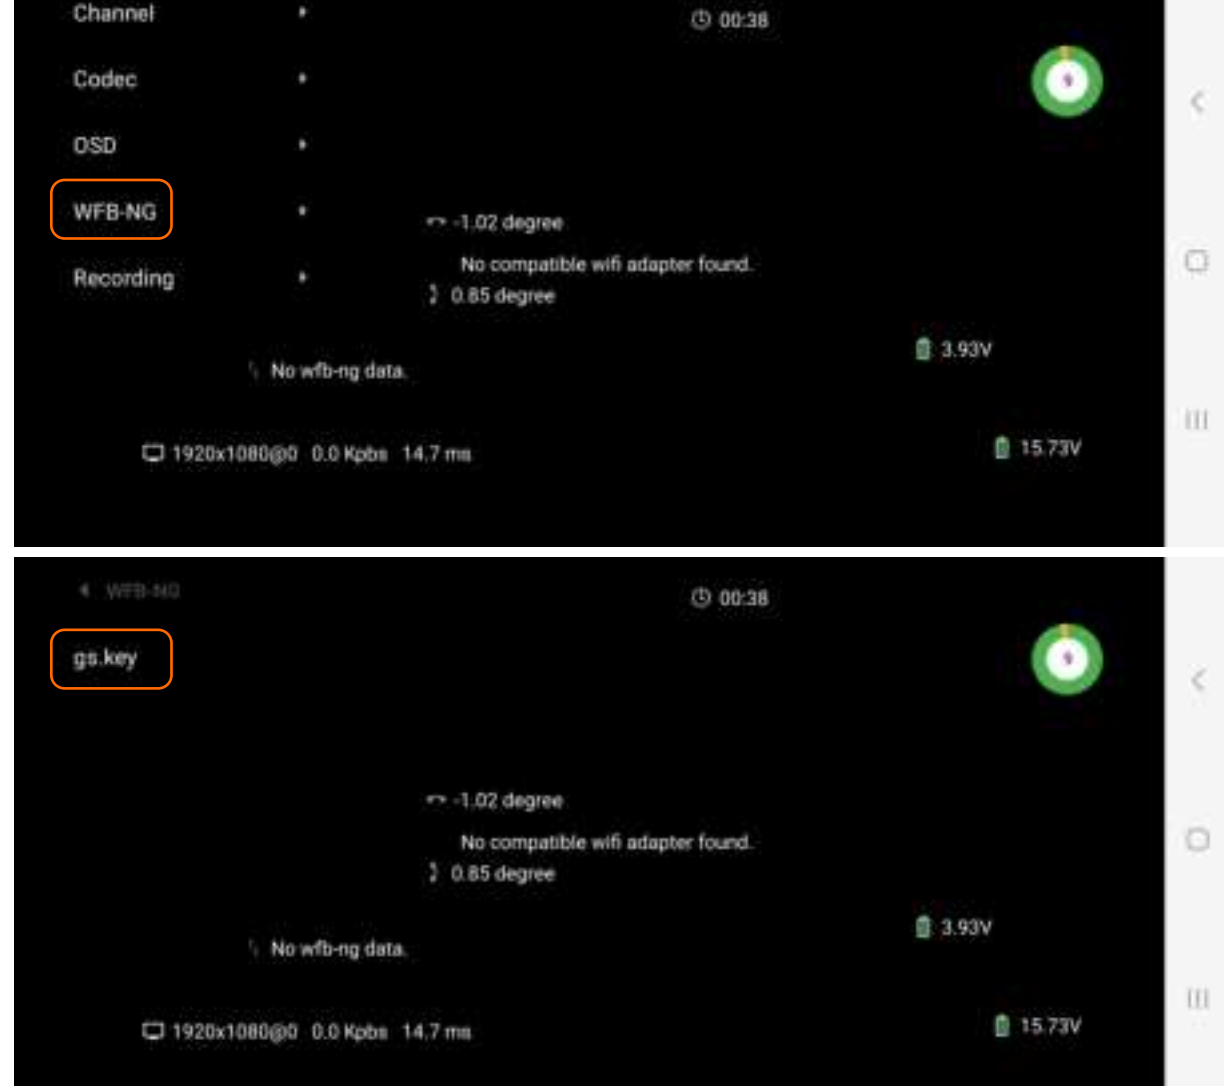 Channel
00:38
Codec
9
OSD
WFB-NG
-1.02 degree
No compatible wifi adapter found.
Recording
0.85 degree
3.93V
No wfb-ng data.
1920x1080@0 0.0 Kpbs 14.7 ms
15.73V
WFB-NG
00:38
gs.key
9
-1.02 degree
No compatible wifi adapter found.
0.85 degree
3.93V
No wfb-ng data.
1920x1080@0 0.0 Kpbs 14.7 ms
15.73V